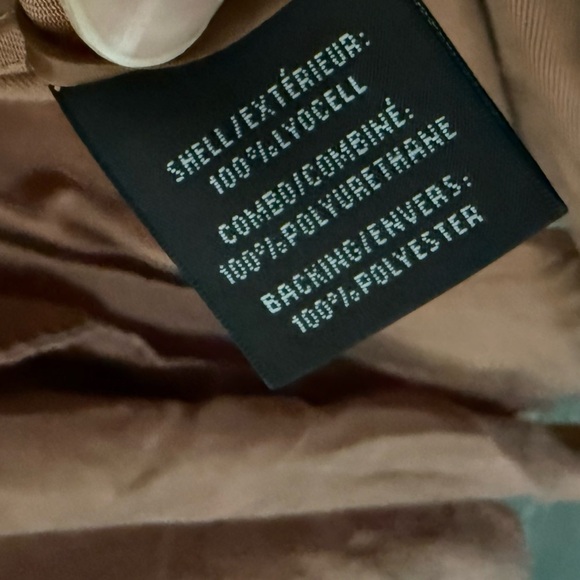 SHELL/EXTÉRIEUR:
100%LYOCELL
COMBO/COMBINÉ:
100%POLYURETHANE
BACKING/ENVERS:
100%POLYESTER